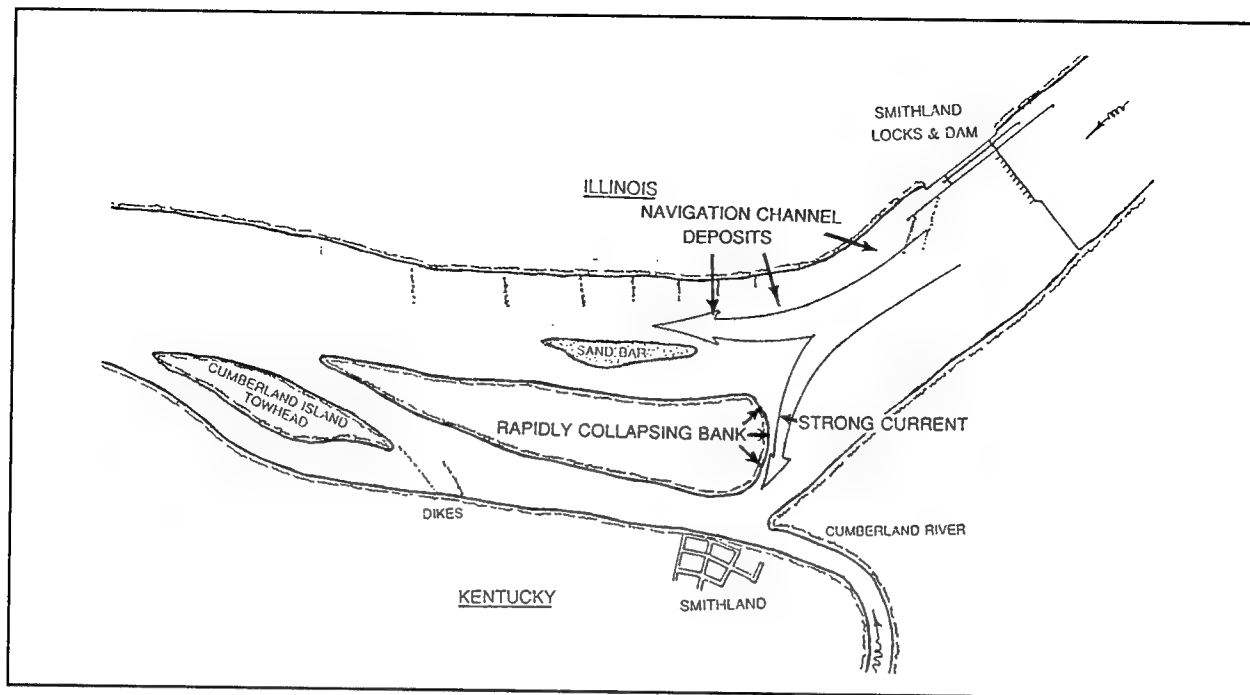 SMITHLAND
LOCKS & DAM
ILLINOIS
NAVIGATION CHANNEL
DEPOSITS
SAND BAR
CUMBERLAND ISLAND
TOWHEAD
RAPIDLY COLLAPSING BANK
STRONG CURRENT
DIKES
CUMBERLAND RIVER
KENTUCKY
SMITHLAND